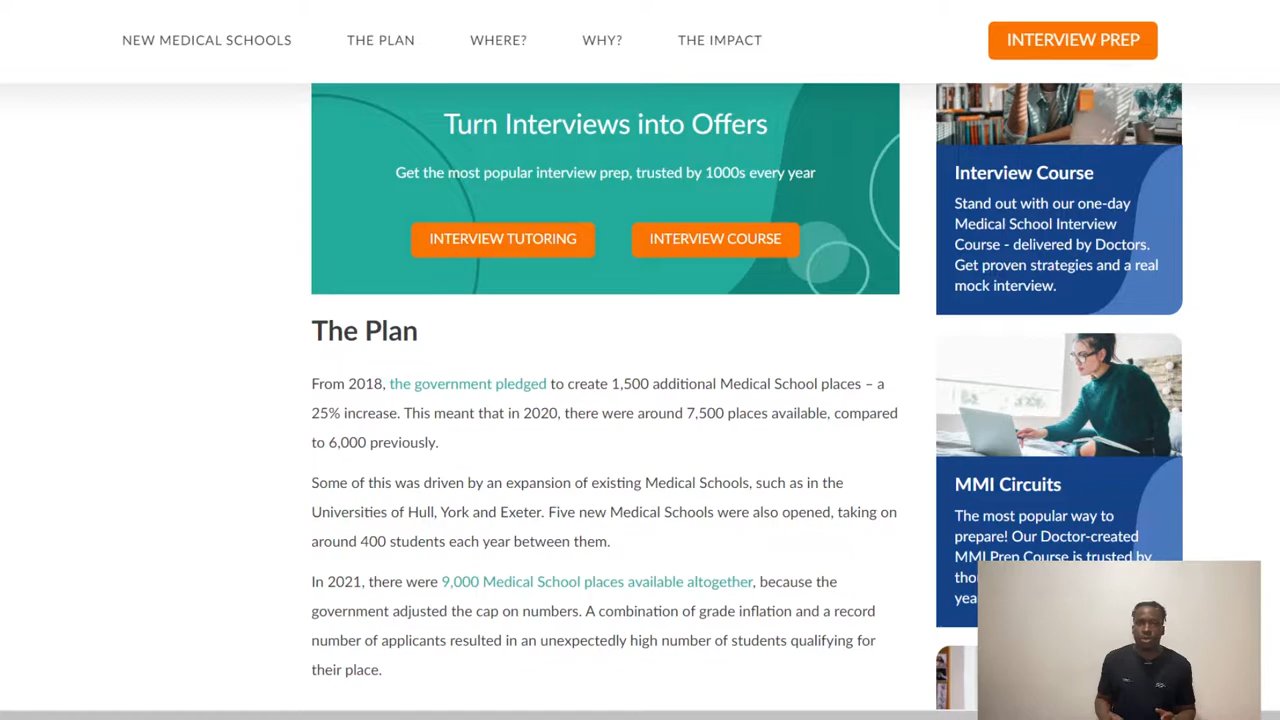 NEW MEDICAL SCHOOLS
THE PLAN
WHERE?
WHY?
THE IMPACT
INTERVIEW PREP
Turn Interviews into Offers
Get the most popular interview prep, trusted by 1000s every year
INTERVIEW TUTORING
INTERVIEW COURSE
The Plan
From 2018, the government pledged to create 1,500 additional Medical School places – a
25% increase. This meant that in 2020, there were around 7,500 places available, compared
to 6,000 previously.
Some of this was driven by an expansion of existing Medical Schools, such as in the
Universities of Hull, York and Exeter. Five new Medical Schools were also opened, taking on
around 400 students each year between them.
In 2021, there were 9,000 Medical School places available altogether, because the
government adjusted the cap on numbers. A combination of grade inflation and a record
number of applicants resulted in an unexpectedly high number of students qualifying for
their place.
Interview Course
Stand out with our one-day
Medical School Interview
Course - delivered by Doctors.
Get proven strategies and a real
mock interview.
MMI Circuits
The most popular way to
prepare! Our Doctor-created
MMI Prep Course is trusted by